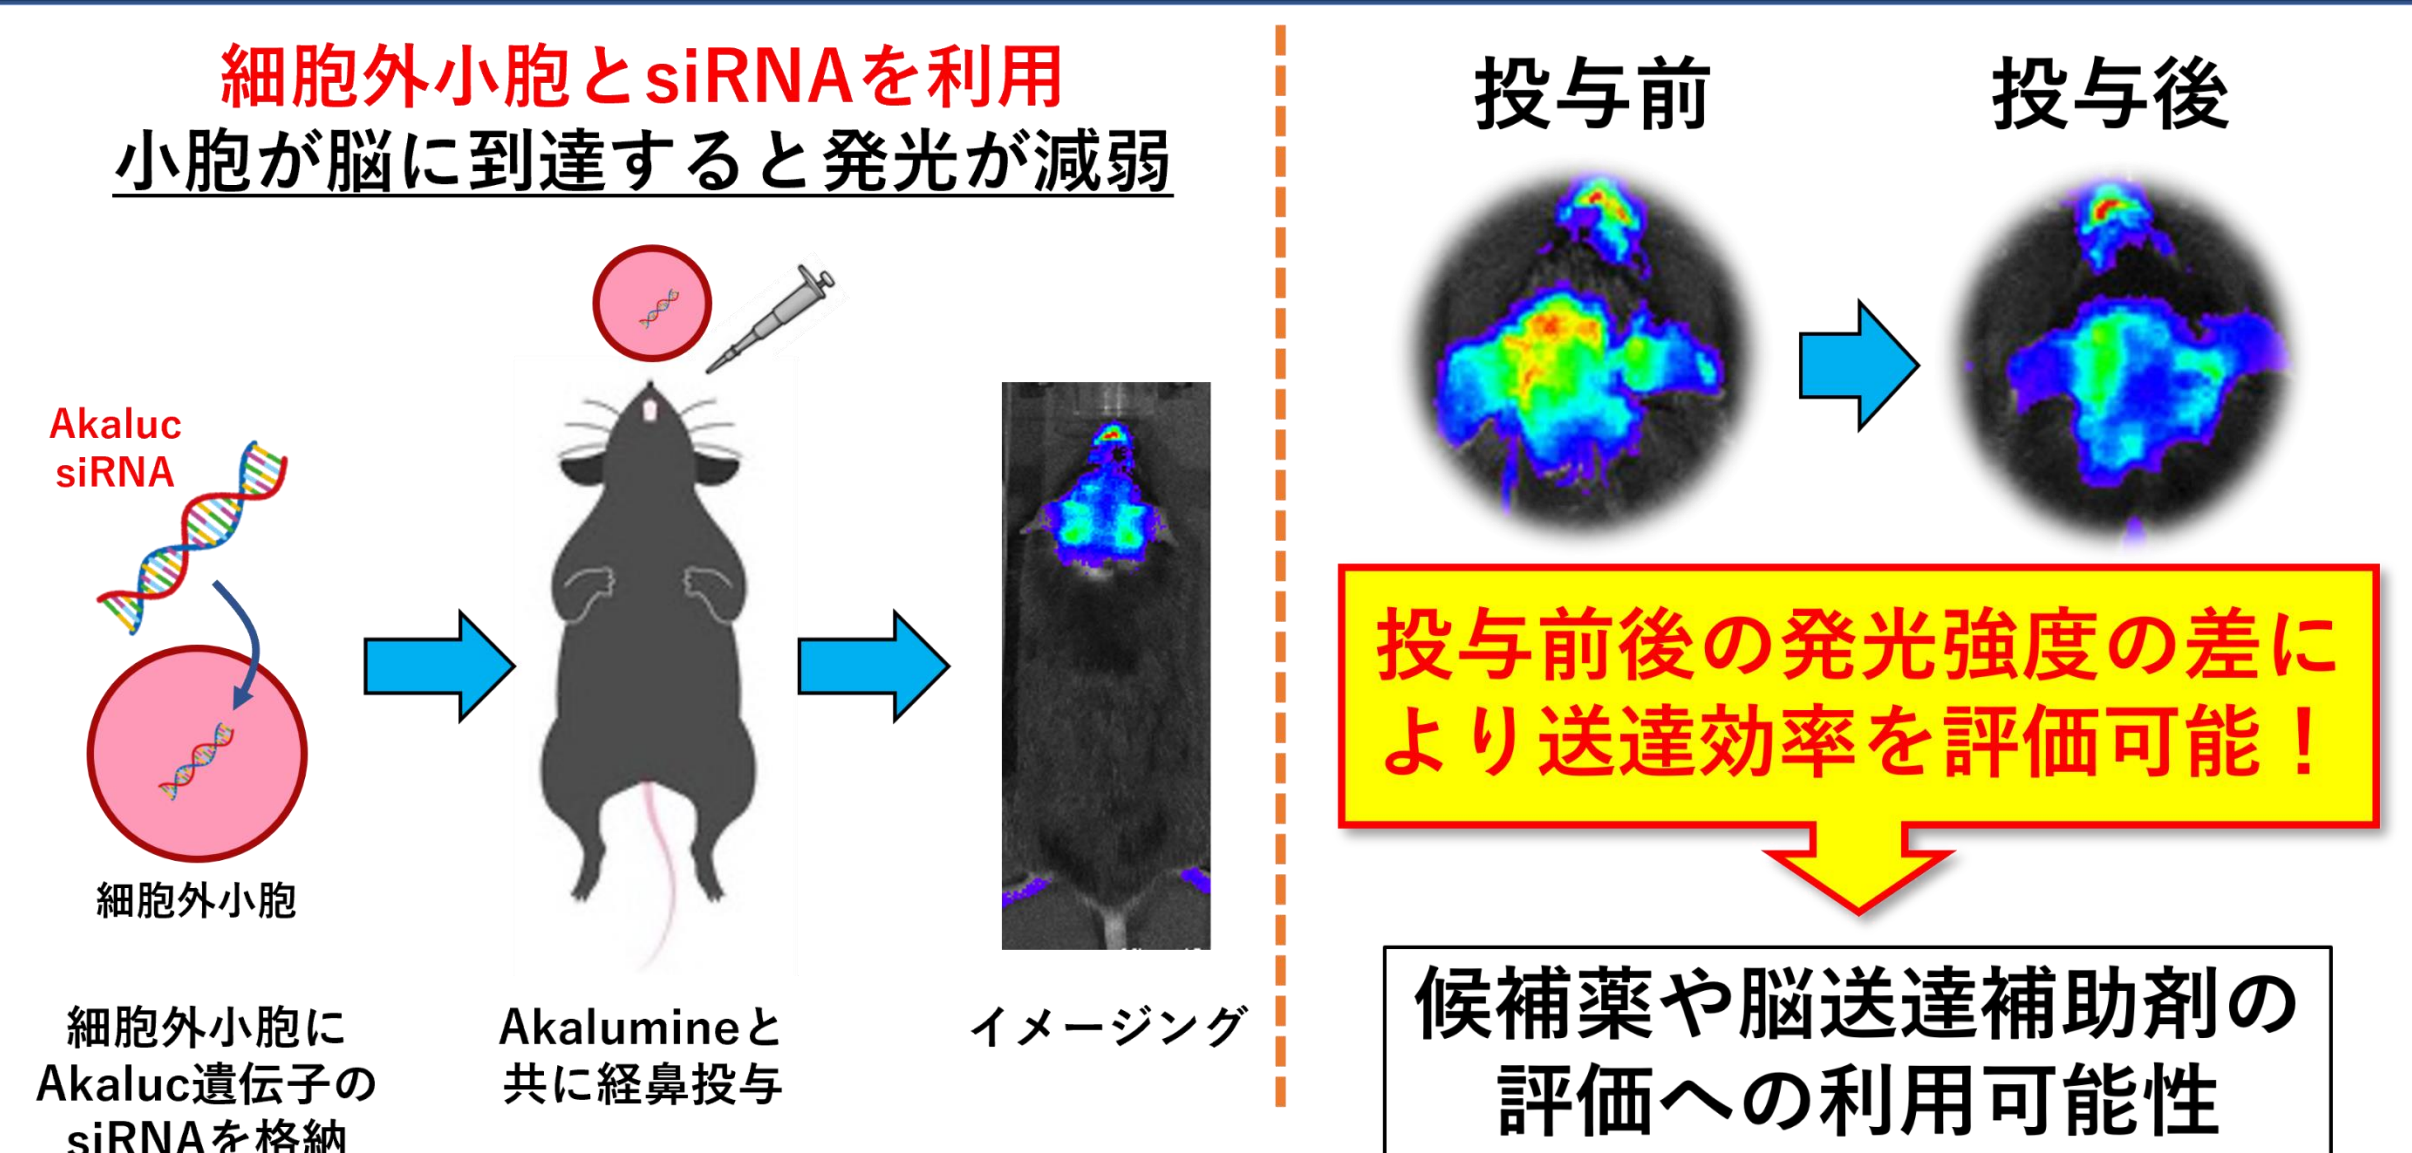 細胞外小胞とsiRNAを利用
小胞が脳に到達すると発光が減弱
Akaluc
siRNA
細胞外小胞
細胞外小胞に
Akaluc遺伝子の
siRNAを格納
Akalumineと
共に経鼻投与
イメージング
投与前
投与後
投与前後の発光強度の差に
より送達効率を評価可能！
候補薬や脳送達補助剤の
評価への利用可能性